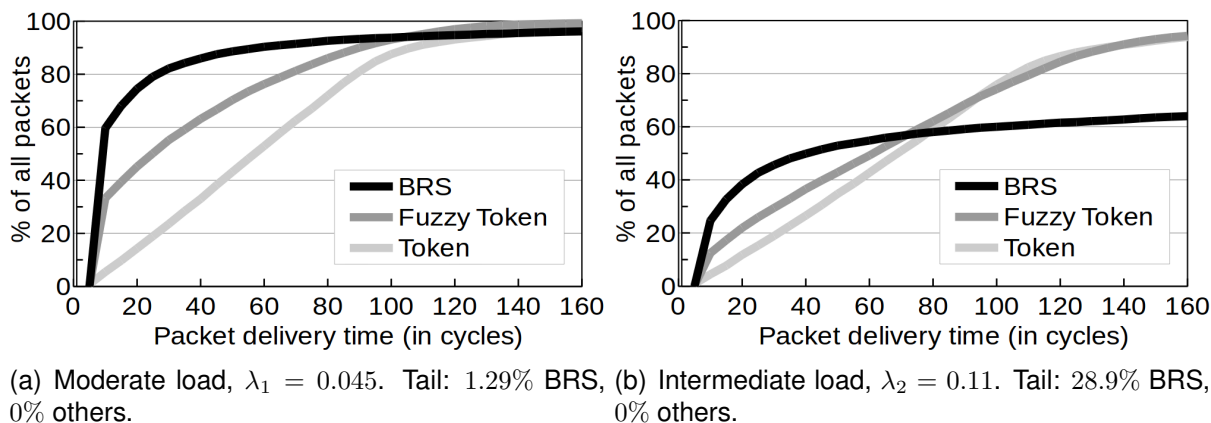 100
80
60
40
20
0
% of all packets
BRS
Fuzzy Token
Token
0 20 40 60 80 100 120 140 160
Packet delivery time (in cycles)
(a) Moderate load, λ₁ = 0.045. Tail: 1.29% BRS,
0% others.
100
80
60
40
20
0
% of all packets
BRS
Fuzzy Token
Token
0 20 40 60 80 100 120 140 160
Packet delivery time (in cycles)
(b) Intermediate load, λ₂ = 0.11. Tail: 28.9% BRS,
0% others.